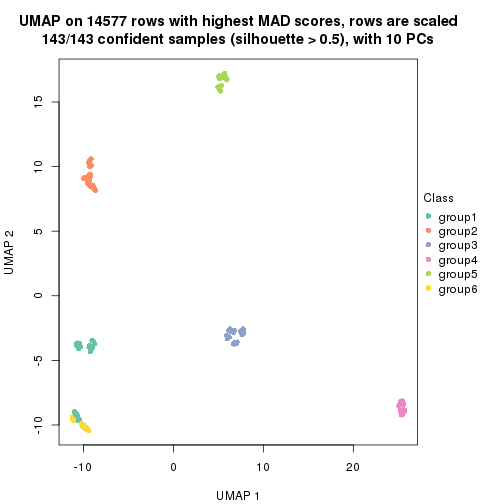 UMAP on 14577 rows with highest MAD scores, rows are scaled
143/143 confident samples (silhouette > 0.5), with 10 PCs
15
10
5
0
-5
-10
UMAP 2
-10 0 10 20
UMAP 1
Class
group1
group2
group3
group4
group5
group6